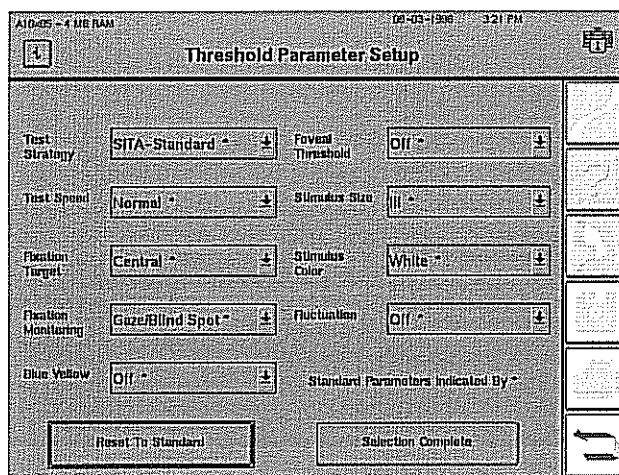 A10x05 - 4 MB RAM 09-03-1998 3:21 PM
i
Threshold Parameter Setup
Test Strategy SITA-Standard * Foveal Threshold Off *
Test Speed Normal * Stimulus Size III *
Fixation Target Central * Stimulus Color White *
Fixation Monitoring Gaze/Blind Spot * Fluctuation Off *
Blue Yellow Off * Standard Parameters Indicated By *
Reset To Standard Selection Complete